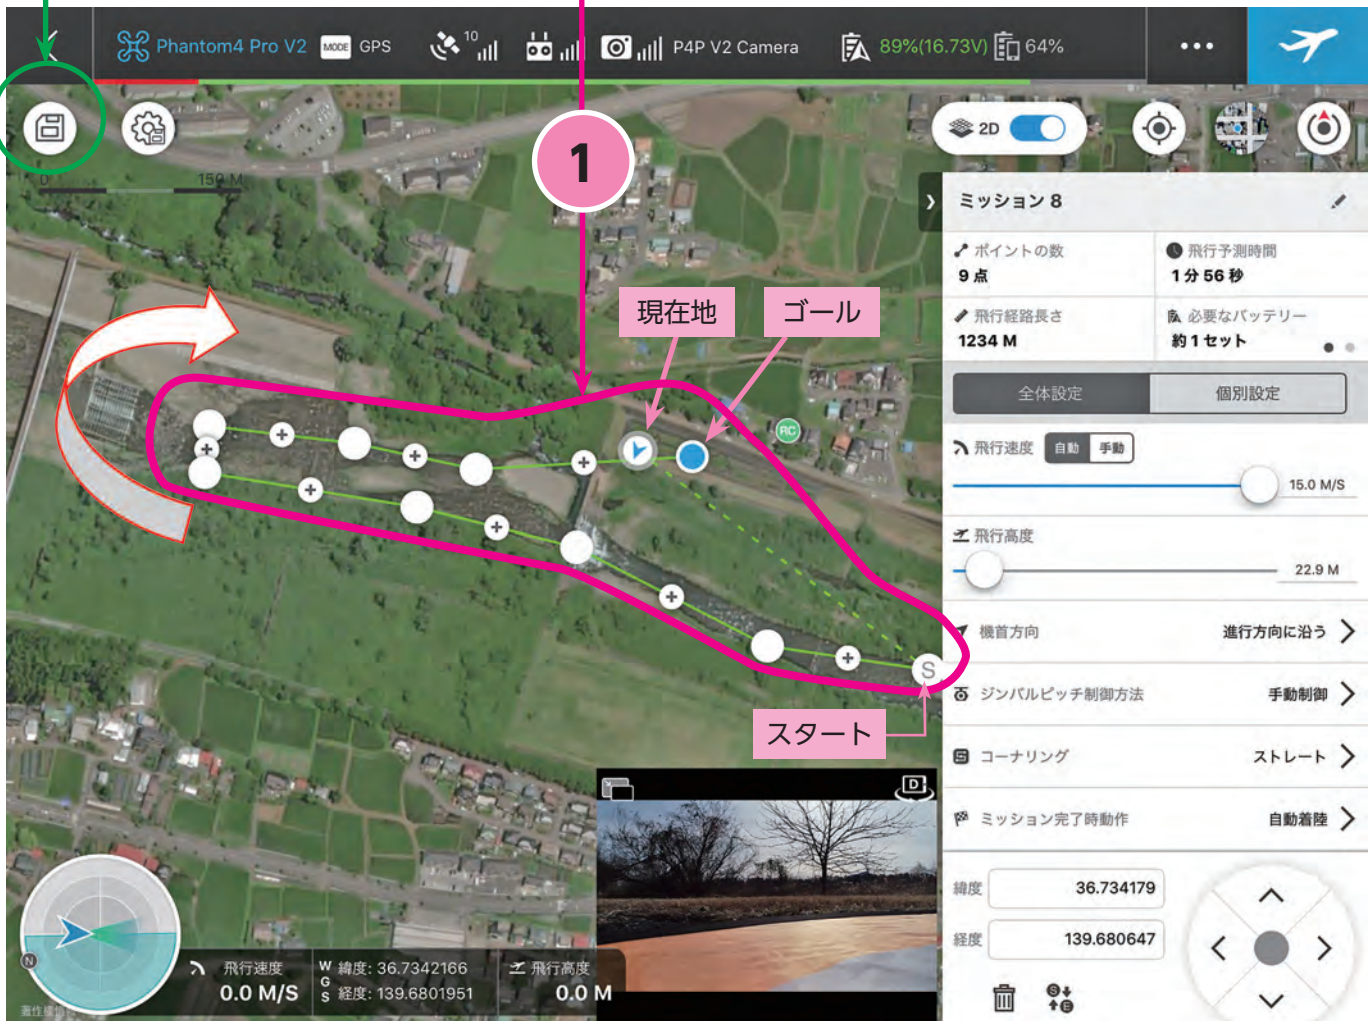 Phantom4 Pro V2
MODE
GPS
10
P4P V2 Camera
89%(16.73V)
64%
2D
0
150 M
1
RC
現在地
ゴール
S
スタート
ミッション 8
ポイントの数
9 点
飛行予測時間
1 分 56 秒
飛行経路長さ
1234 M
必要なバッテリー
約 1 セット
全体設定
個別設定
飛行速度
自動
手動
15.0 M/S
飛行高度
22.9 M
機首方向
進行方向に沿う
ジンバルピッチ制御方法
手動制御
コーナリング
ストレート
ミッション完了時動作
自動着陸
緯度
36.734179
経度
139.680647
S
E
D
N
飛行速度
0.0 M/S
WGS
緯度: 36.7342166
経度: 139.6801951
飛行高度
0.0 M